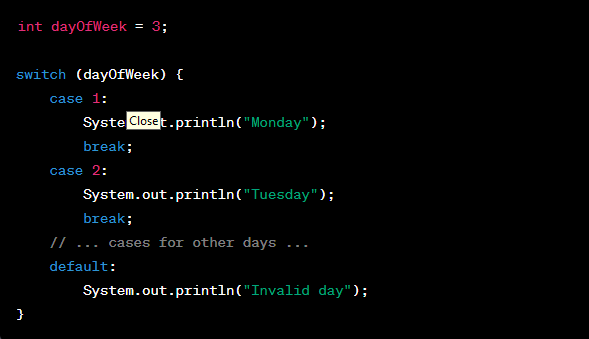 int dayOfWeek = 3;
switch (dayOfWeek) {
    case 1:
        Syste Close t.println("Monday");
        break;
    case 2:
        System.out.println("Tuesday");
        break;
    // ... cases for other days ...
    default:
        System.out.println("Invalid day");
}